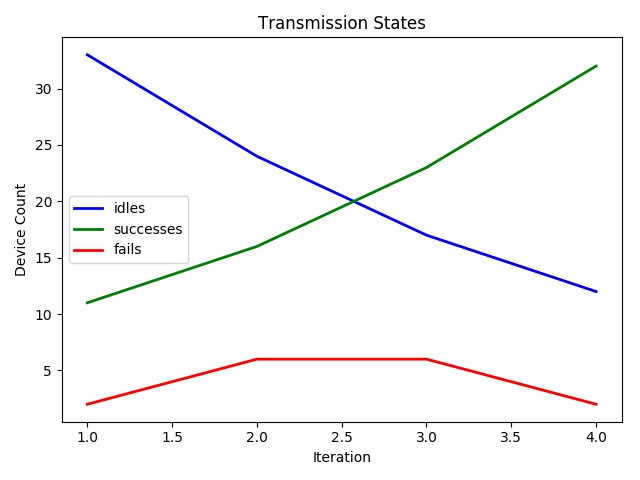 Transmission States
Device Count
30
25
20
15
10
5
idles
successes
fails
1.0 1.5 2.0 2.5 3.0 3.5 4.0
Iteration